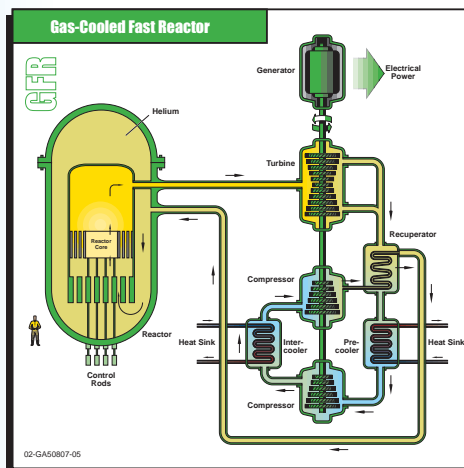 Gas-Cooled Fast Reactor
GFR
Generator
Electrical
Power
Helium
Turbine
Recuperator
Reactor
Core
Compressor
Reactor
Heat Sink
Inter-
cooler
Pre-
cooler
Heat Sink
Control
Rods
Compressor
02-GA50807-05